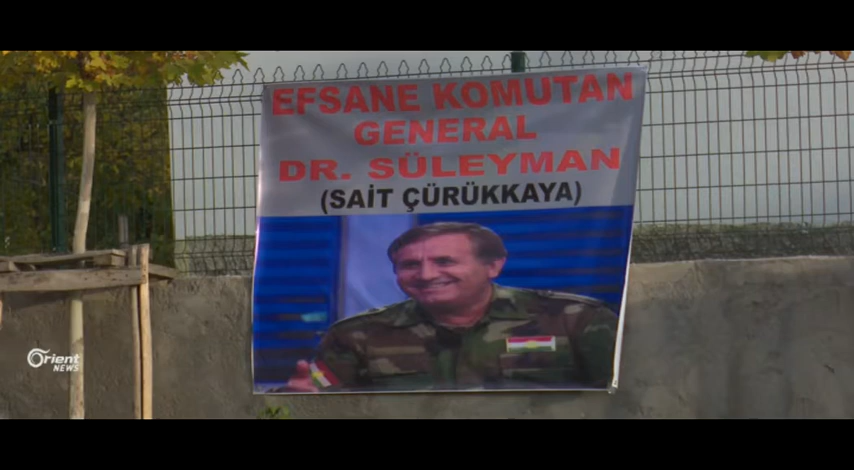 EFSANE KOMUTAN
GENERAL
DR. SÜLEYMAN
(SAİT ÇÜRÜKKAYA)
Orient
NEWS